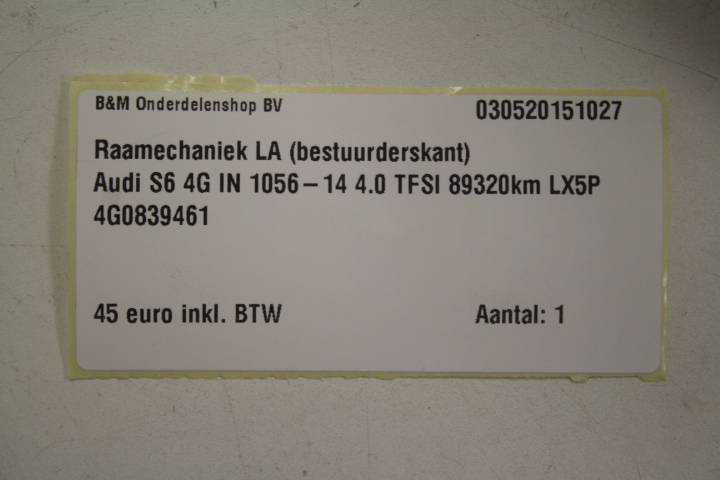 B&M Onderdelenshop BV 030520151027
Raamechaniek LA (bestuurderskant)
Audi S6 4G IN 1056 – 14 4.0 TFSI 89320km LX5P
4G0839461
45 euro inkl. BTW Aantal: 1